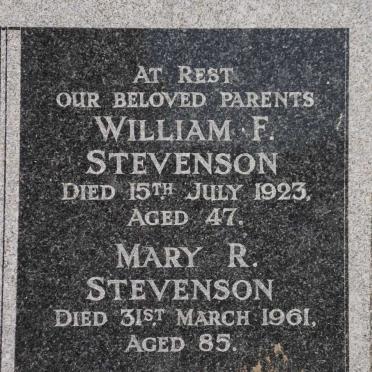 AT REST
OUR BELOVED PARENTS
WILLIAM F.
STEVENSON
DIED 15TH JULY 1923,
AGED 47.
MARY R.
STEVENSON
DIED 31ST MARCH 1961,
AGED 85.